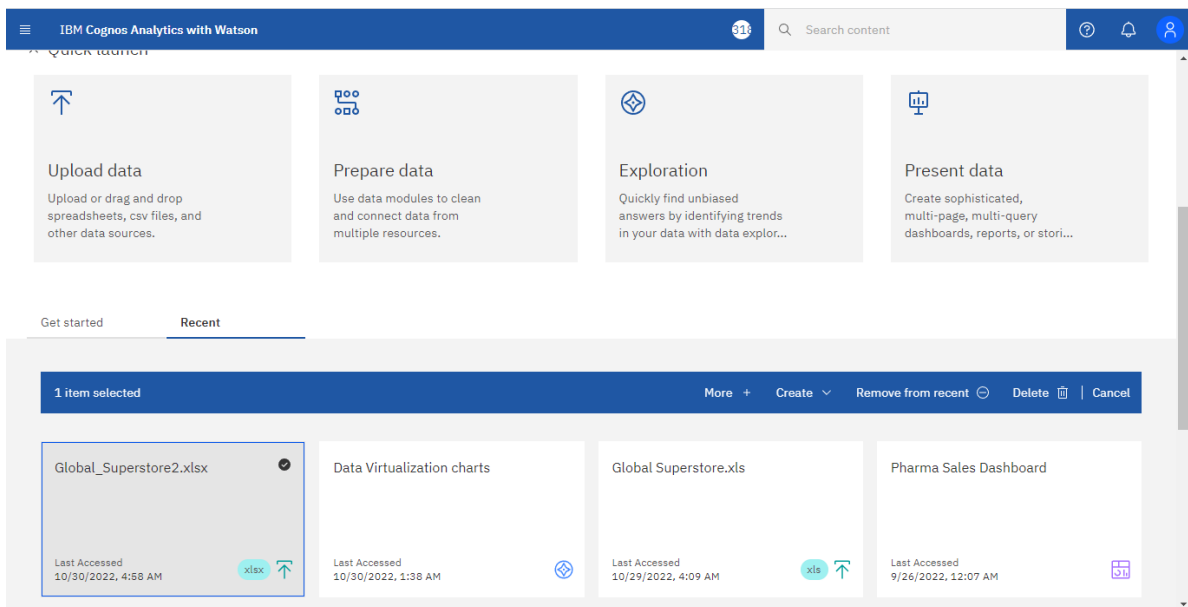 IBM Cognos Analytics with Watson
318
Search content
Quick launch
Upload data
Upload or drag and drop
spreadsheets, csv files, and
other data sources.
Prepare data
Use data modules to clean
and connect data from
multiple resources.
Exploration
Quickly find unbiased
answers by identifying trends
in your data with data explor...
Present data
Create sophisticated,
multi-page, multi-query
dashboards, reports, or stori...
Get started
Recent
1 item selected
More +
Create
Remove from recent
Delete
Cancel
Global_Superstore2.xlsx
Last Accessed
10/30/2022, 4:58 AM
xlsx
Data Virtualization charts
Last Accessed
10/30/2022, 1:38 AM
Global Superstore.xls
Last Accessed
10/29/2022, 4:09 AM
xls
Pharma Sales Dashboard
Last Accessed
9/26/2022, 12:07 AM